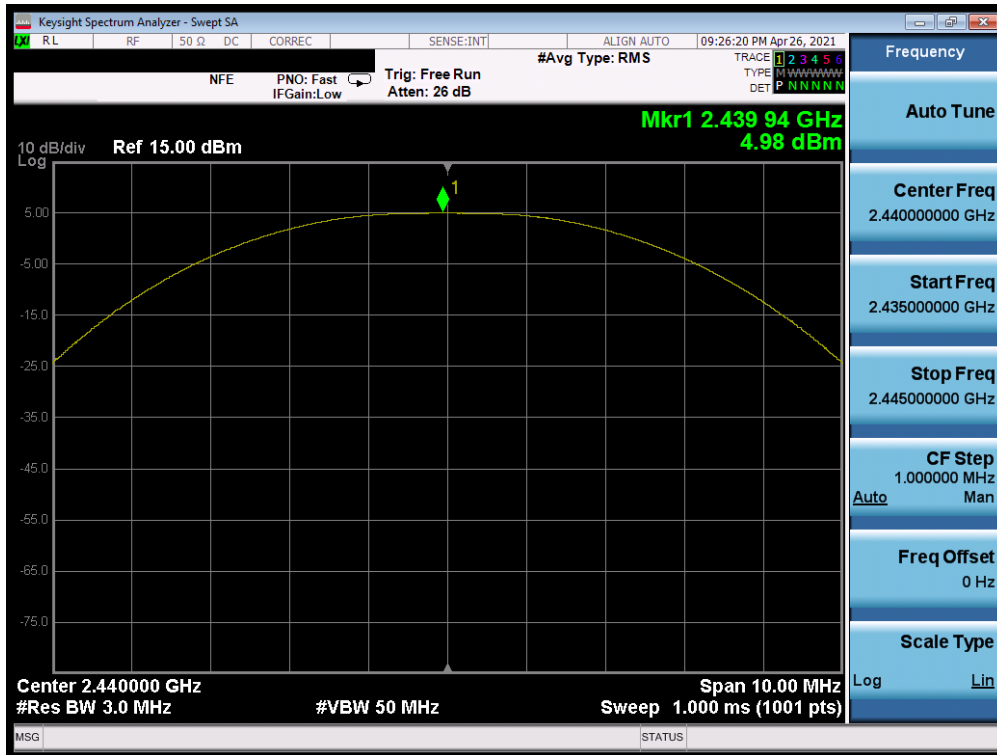 Keysight Spectrum Analyzer - Swept SA
LXI RL RF 50 Ω DC CORREC SENSE:INT ALIGN AUTO 09:26:20 PM Apr 26, 2021
NFE PNO: Fast Trig: Free Run #Avg Type: RMS TRACE 1 2 3 4 5 6
IFGain:Low Atten: 26 dB TYPE M W W W W W
DET P N N N N N
Mkr1 2.439 94 GHz
4.98 dBm
10 dB/div Ref 15.00 dBm
Log
1
5.00
-5.00
-15.0
-25.0
-35.0
-45.0
-55.0
-65.0
-75.0
Center 2.440000 GHz Span 10.00 MHz
#Res BW 3.0 MHz #VBW 50 MHz Sweep 1.000 ms (1001 pts)
MSG STATUS
Frequency
Auto Tune
Center Freq
2.440000000 GHz
Start Freq
2.435000000 GHz
Stop Freq
2.445000000 GHz
CF Step
1.000000 MHz
Auto Man
Freq Offset
0 Hz
Scale Type
Log Lin